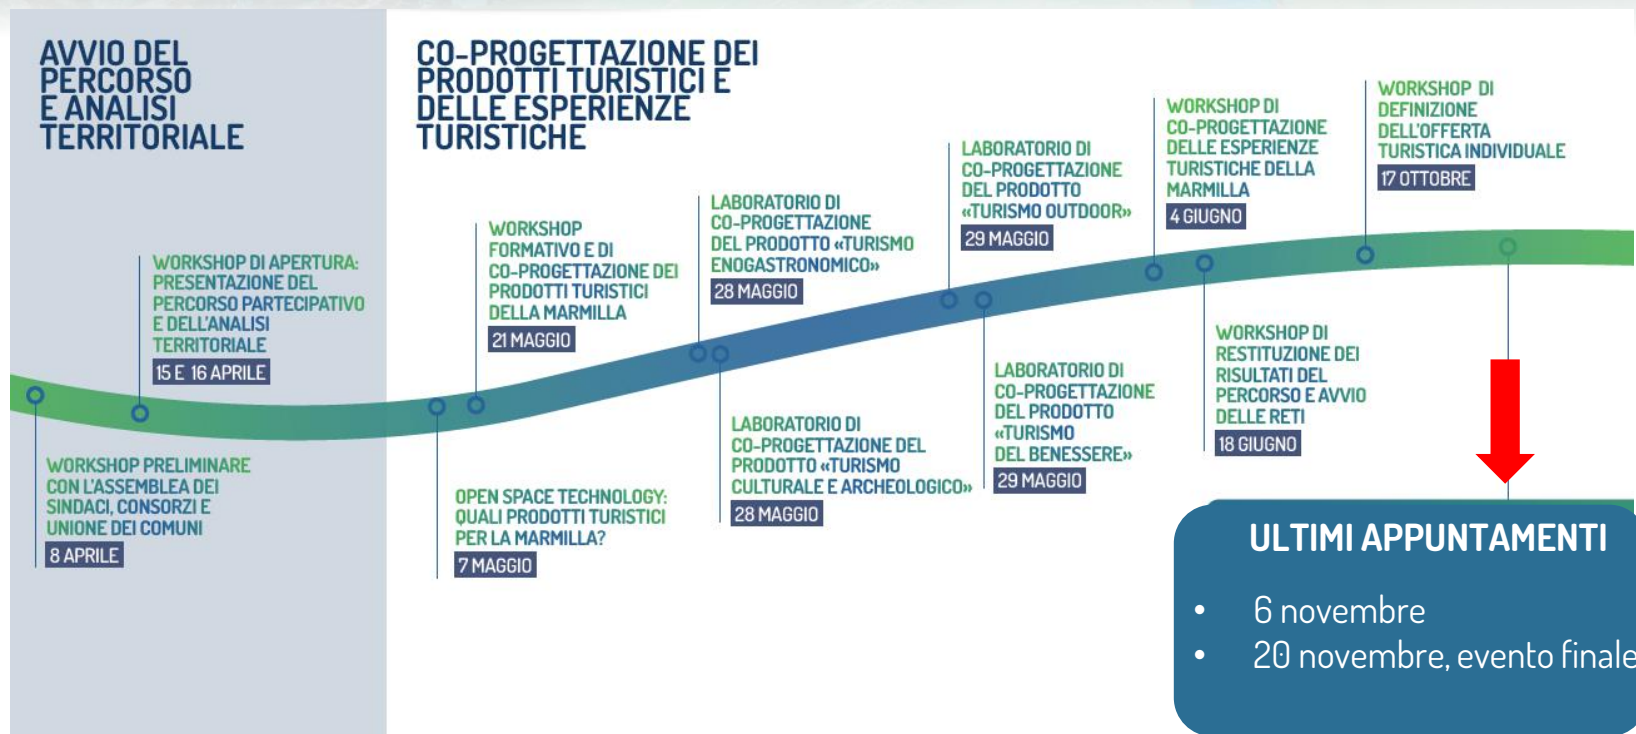 AVVIO DEL
PERCORSO
E ANALISI
TERRITORIALE
CO-PROGETTAZIONE DEI
PRODOTTI TURISTICI E
DELLE ESPERIENZE
TURISTICHE
WORKSHOP PRELIMINARE
CON L'ASSEMBLEA DEI
SINDACI, CONSORZI E
UNIONE DEI COMUNI
8 APRILE
WORKSHOP DI APERTURA:
PRESENTAZIONE DEL
PERCORSO PARTECIPATIVO
E DELL'ANALISI
TERRITORIALE
15 E 16 APRILE
OPEN SPACE TECHNOLOGY:
QUALI PRODOTTI TURISTICI
PER LA MARMILLA?
7 MAGGIO
WORKSHOP
FORMATIVO E DI
CO-PROGETTAZIONE DEI
PRODOTTI TURISTICI
DELLA MARMILLA
21 MAGGIO
LABORATORIO DI
CO-PROGETTAZIONE
DEL PRODOTTO «TURISMO
ENOGASTRONOMICO»
28 MAGGIO
LABORATORIO DI
CO-PROGETTAZIONE DEL
PRODOTTO «TURISMO
CULTURALE E ARCHEOLOGICO»
28 MAGGIO
LABORATORIO DI
CO-PROGETTAZIONE
DEL PRODOTTO
«TURISMO OUTDOOR»
29 MAGGIO
LABORATORIO DI
CO-PROGETTAZIONE
DEL PRODOTTO
«TURISMO
DEL BENESSERE»
29 MAGGIO
WORKSHOP DI
CO-PROGETTAZIONE
DELLE ESPERIENZE
TURISTICHE DELLA
MARMILLA
4 GIUGNO
WORKSHOP DI
RESTITUZIONE DEI
RISULTATI DEL
PERCORSO E AVVIO
DELLE RETI
18 GIUGNO
WORKSHOP DI
DEFINIZIONE
DELL'OFFERTA
TURISTICA INDIVIDUALE
17 OTTOBRE
ULTIMI APPUNTAMENTI
• 6 novembre
• 20 novembre, evento finale